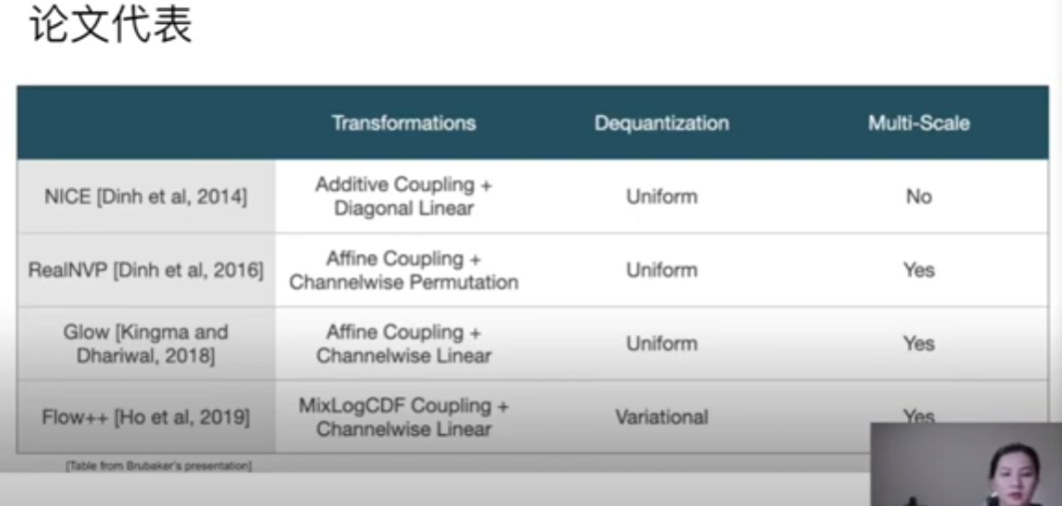 论文代表
Transformations Dequantization Multi-Scale
NICE [Dinh et al, 2014] Additive Coupling + Diagonal Linear Uniform No
RealNVP [Dinh et al, 2016] Affine Coupling + Channelwise Permutation Uniform Yes
Glow [Kingma and Dhariwal, 2018] Affine Coupling + Channelwise Linear Uniform Yes
Flow++ [Ho et al, 2019] MixLogCDF Coupling + Channelwise Linear Variational Yes
[Table from Brubaker's presentation]